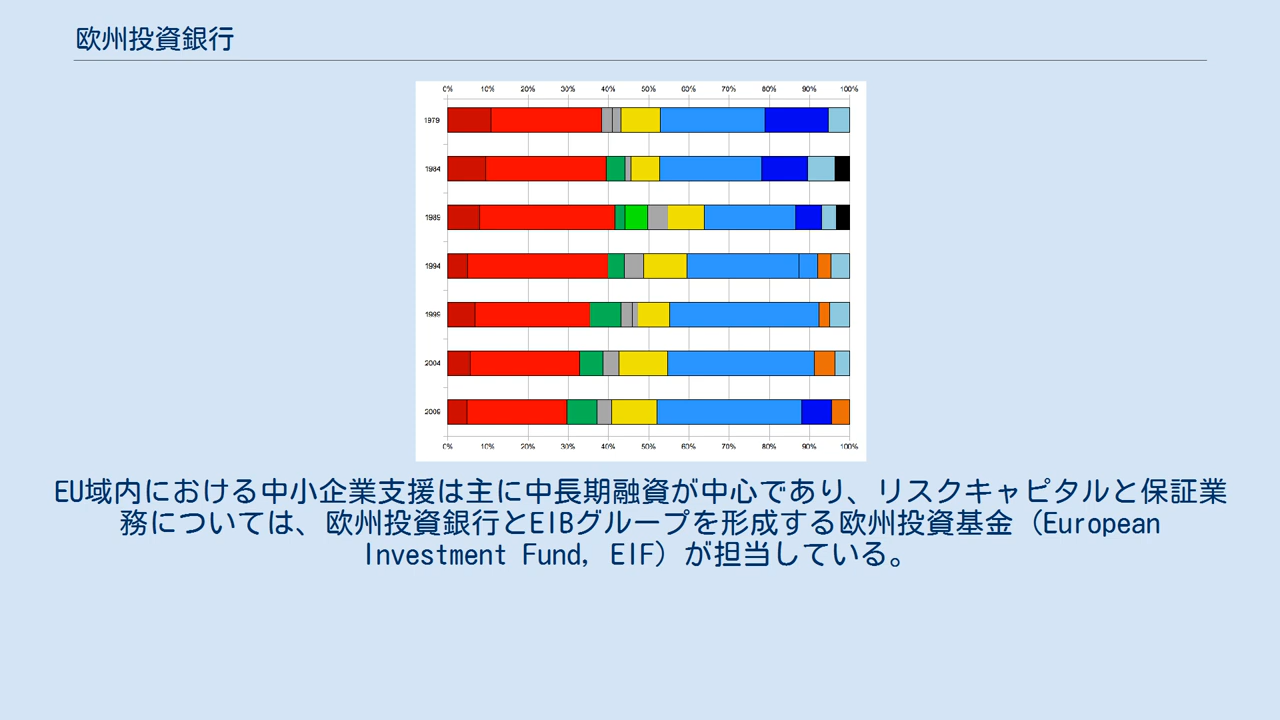 欧州投資銀行
0% 10% 20% 30% 40% 50% 60% 70% 80% 90% 100%
1979
1984
1989
1994
1999
2004
2009
0% 10% 20% 30% 40% 50% 60% 70% 80% 90% 100%
EU域内における中小企業支援は主に中長期融資が中心であり、リスクキャピタルと保証業
務については、欧州投資銀行とEIBグループを形成する欧州投資基金（European
Investment Fund, EIF）が担当している。